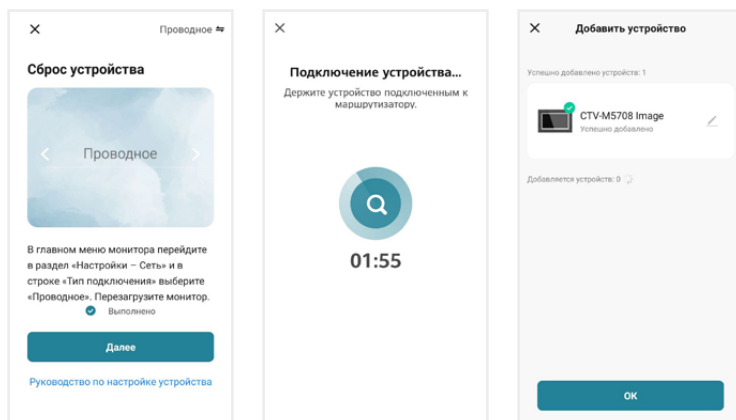 Проводное
Сброс устройства
Проводное
В главном меню монитора перейдите
в раздел «Настройки – Сеть» и в
строке «Тип подключения» выберите
«Проводное». Перезагрузите монитор.
Выполнено
Далее
Руководство по настройке устройства
Подключение устройства...
Держите устройство подключенным к
маршрутизатору.
01:55
Добавить устройство
Успешно добавлено устройств: 1
CTV-M5708 Image
Успешно добавлено
Добавляется устройств: 0
ОК